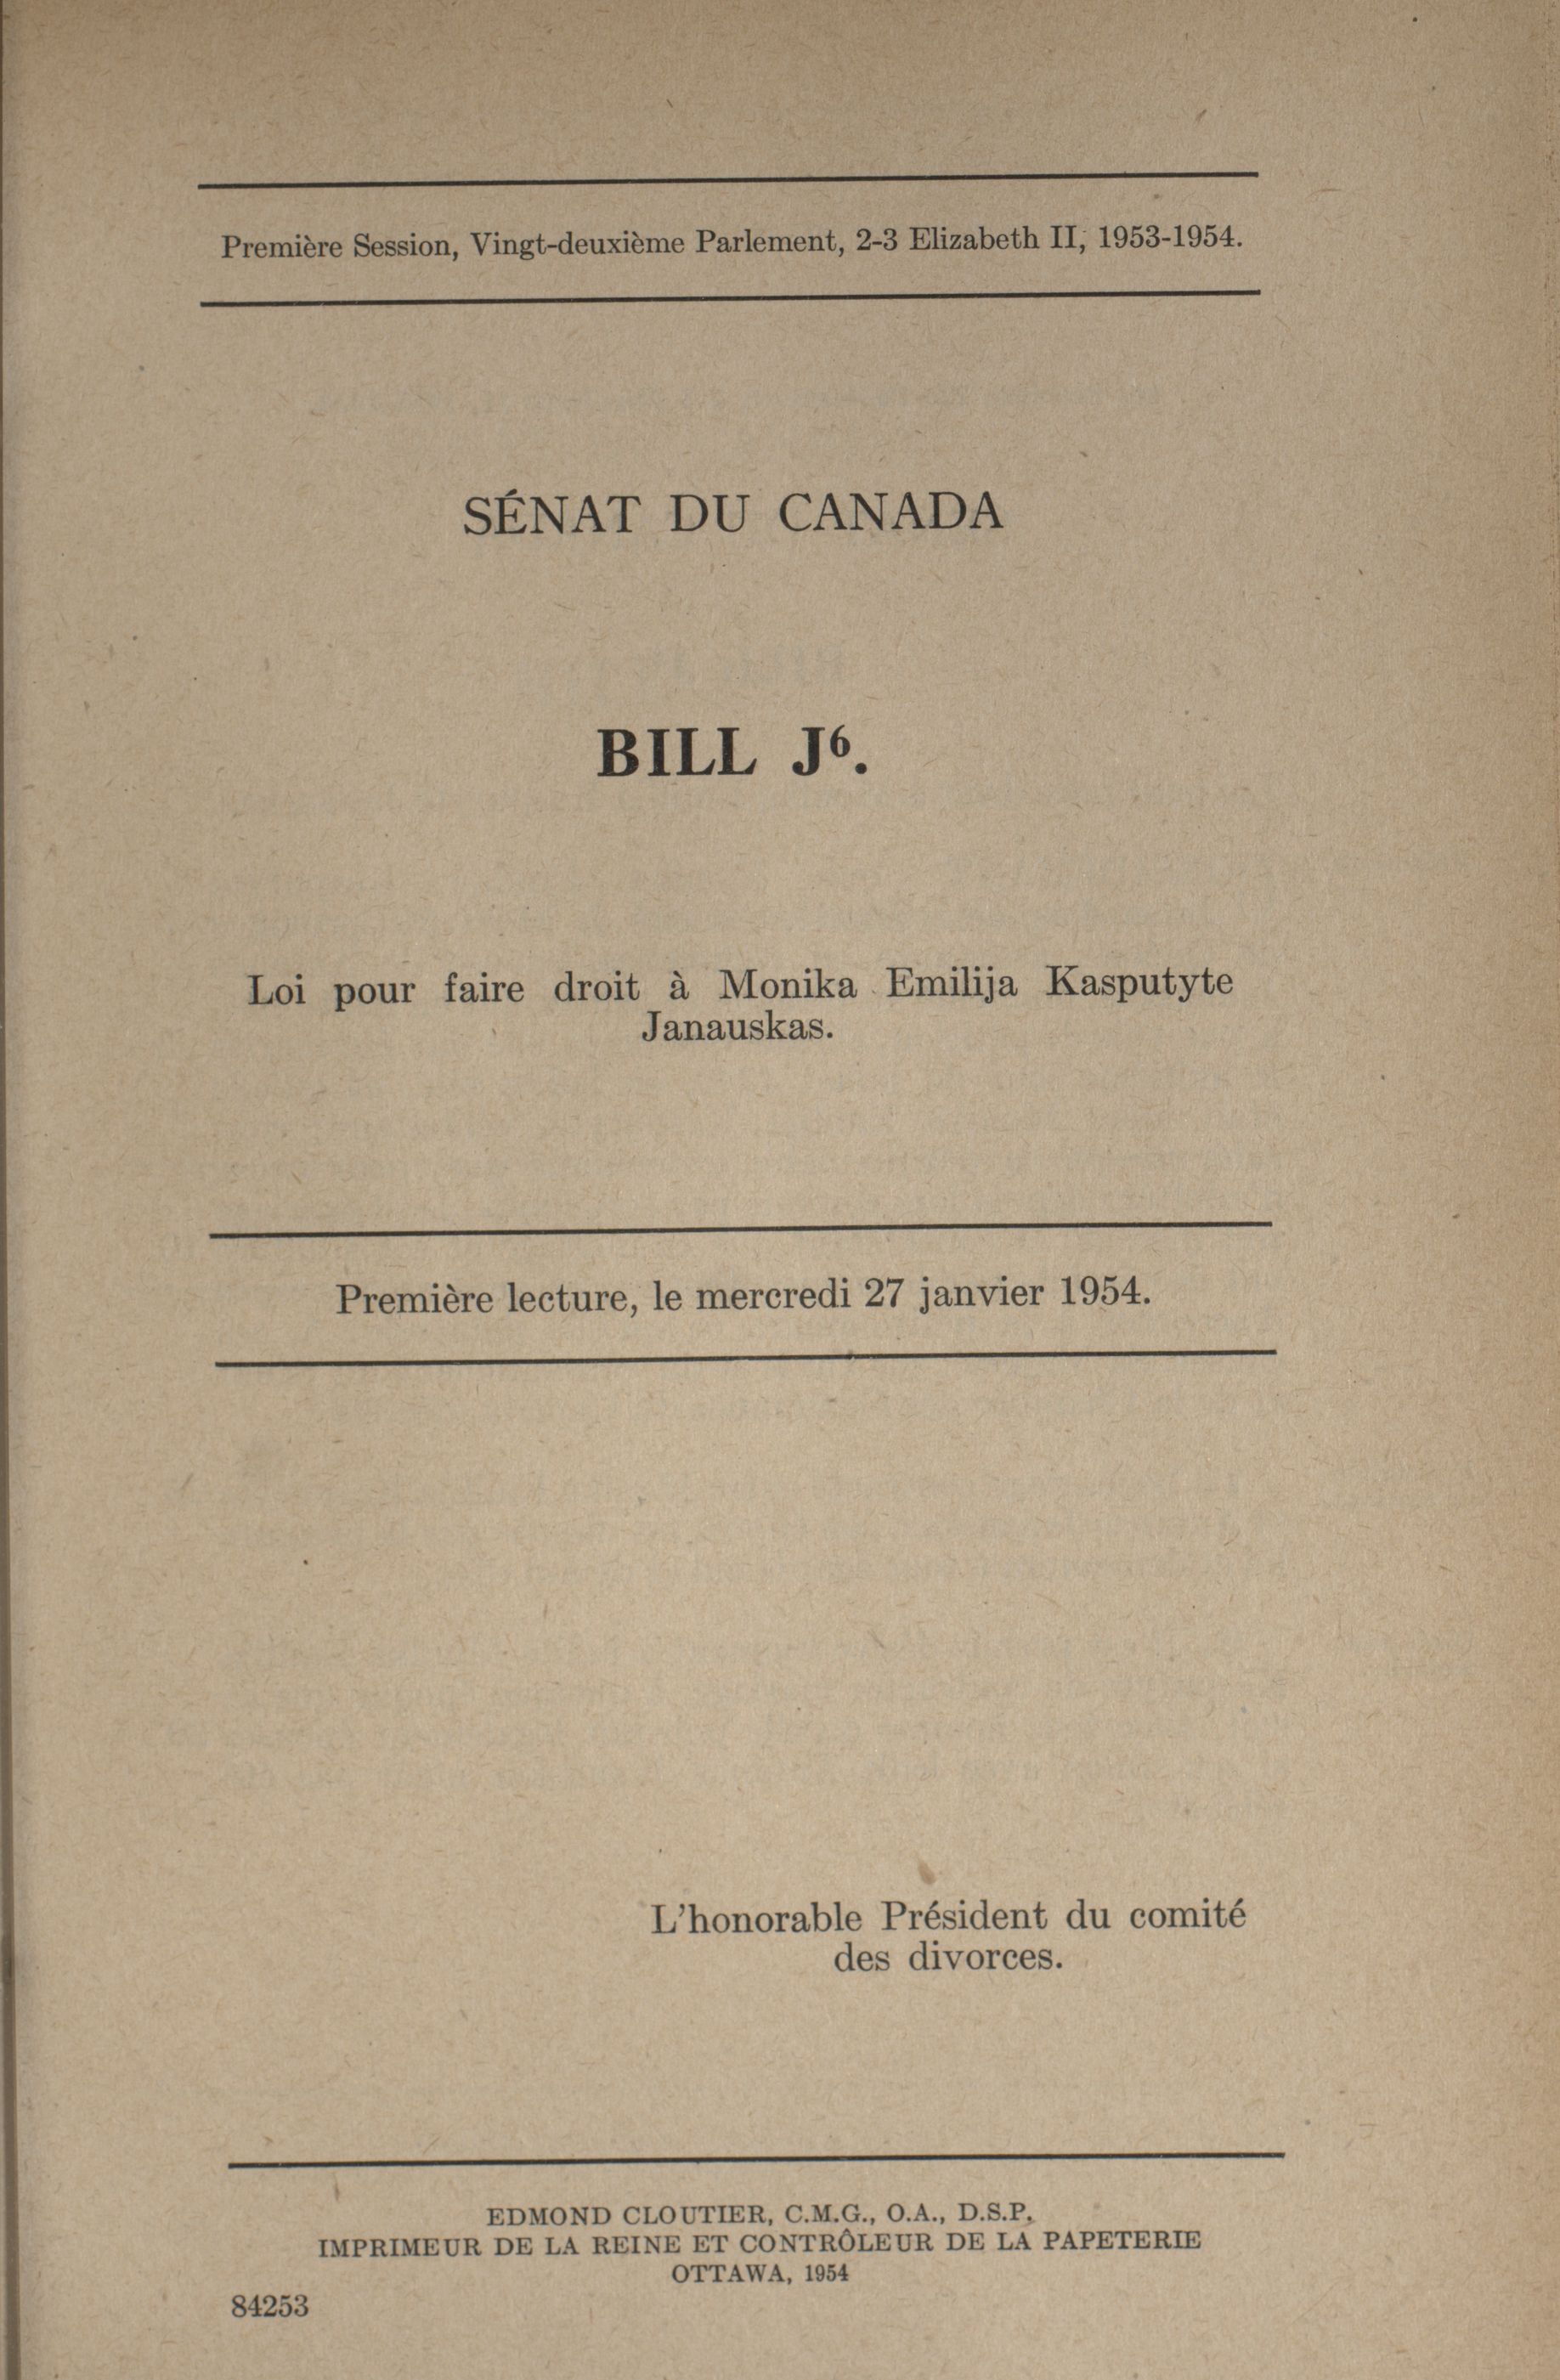 Première Session, Vingt-deuxième Parlement, 2-3 Elizabeth II, 1953-1954.
SÉNAT DU CANADA
BILL J⁶.
Loi pour faire droit à Monika Emilija Kasputyte
Janauskas.
Première lecture, le mercredi 27 janvier 1954.
L'honorable Président du comité
des divorces.
EDMOND CLOUTIER, C.M.G., O.A., D.S.P.
IMPRIMEUR DE LA REINE ET CONTRÔLEUR DE LA PAPETERIE
OTTAWA, 1954
84253